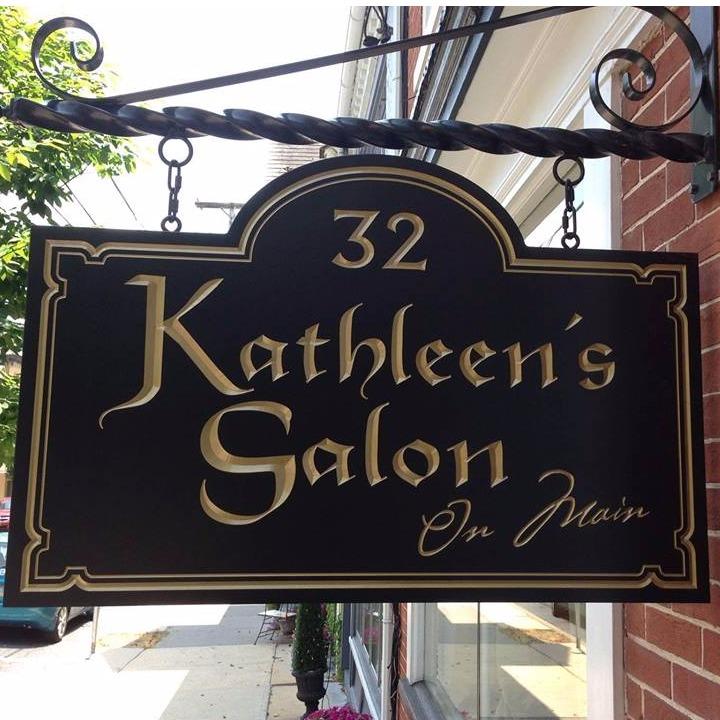 32
Kathleen's
Salon
On Main